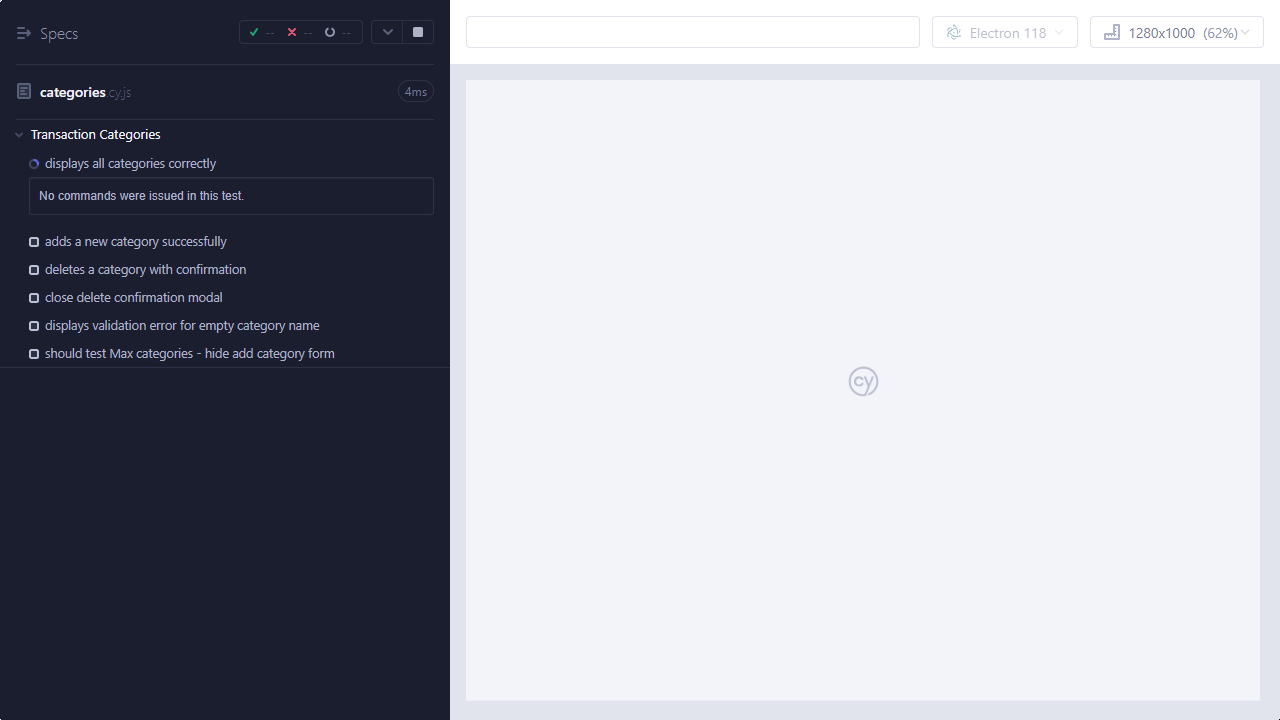 Specs -- -- --
categories.cy.js 4ms
Transaction Categories
displays all categories correctly
No commands were issued in this test.
adds a new category successfully
deletes a category with confirmation
close delete confirmation modal
displays validation error for empty category name
should test Max categories - hide add category form
Electron 118 1280x1000 (62%)
cy